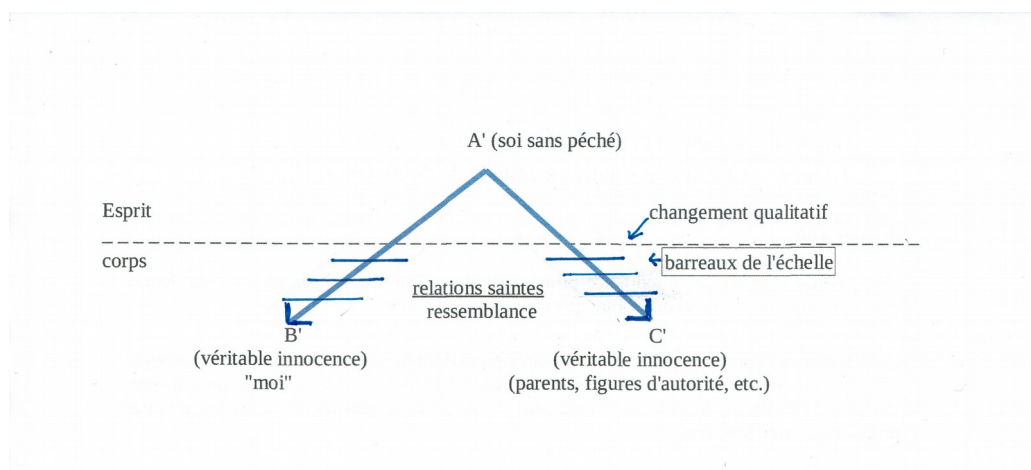 A' (soi sans péché)
Esprit
changement qualitatif
corps
barreaux de l'échelle
relations saintes
ressemblance
B'
C'
(véritable innocence)
(véritable innocence)
"moi"
(parents, figures d'autorité, etc.)